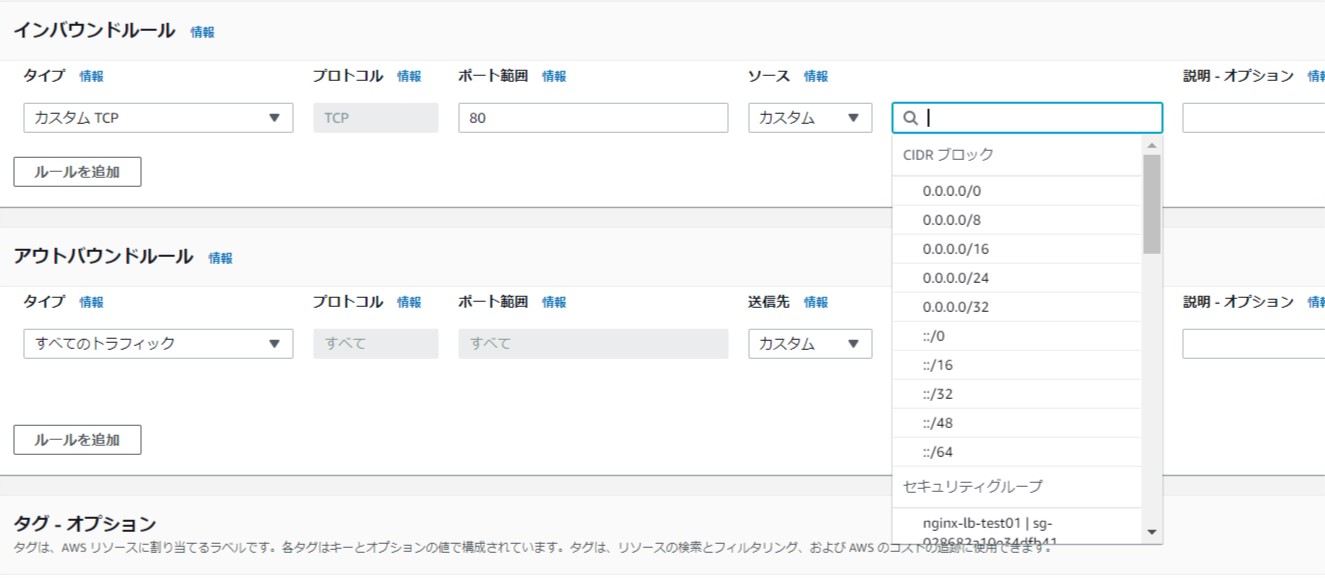 インバウンドルール 情報
タイプ 情報 プロトコル 情報 ポート範囲 情報 ソース 情報 説明 - オプション
カスタム TCP TCP 80 カスタム
ルールを追加
CIDR ブロック
0.0.0.0/0
0.0.0.0/8
0.0.0.0/16
0.0.0.0/24
0.0.0.0/32
::/0
::/16
::/32
::/48
::/64
セキュリティグループ
nginx-lb-test01 | sg-
アウトバウンドルール 情報
タイプ 情報 プロトコル 情報 ポート範囲 情報 送信先 情報 説明 - オプション
すべてのトラフィック すべて すべて カスタム
ルールを追加
タグ - オプション
タグは、AWS リソースに割り当てるラベルです。各タグはキーとオプションの値で構成されています。タグは、リソースの検索とフィルタリング、および AWS のコストの追跡に使用できます。